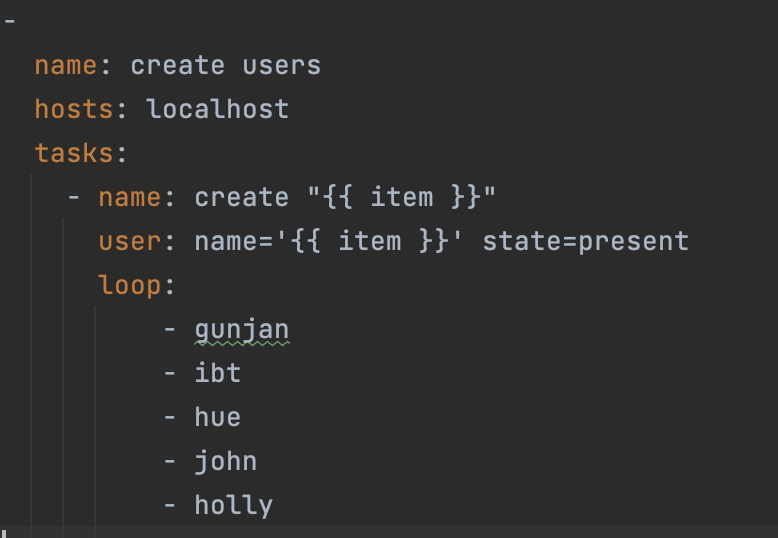 -
  name: create users
  hosts: localhost
  tasks:
    - name: create "{{ item }}"
      user: name='{{ item }}' state=present
      loop:
          - gunjan
          - ibt
          - hue
          - john
          - holly